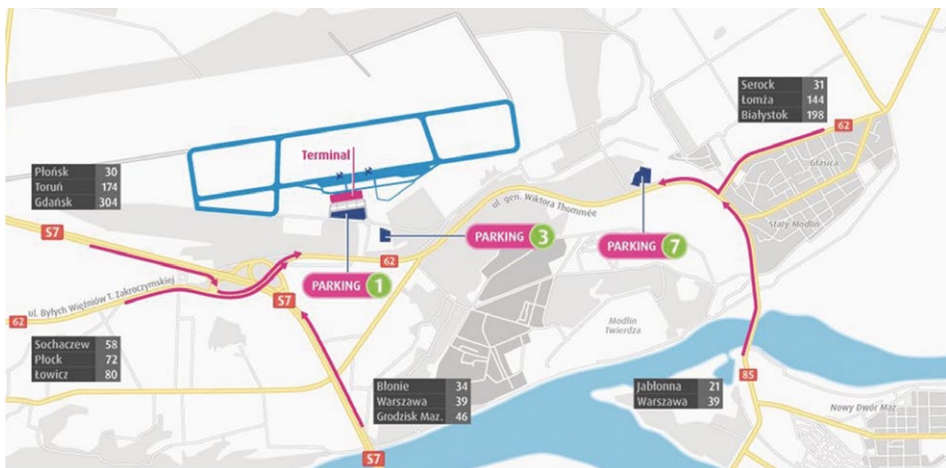 Serock 31
Łomża 144
Białystok 198
62
Głasica
Terminal
Płońsk 30
Toruń 174
Gdańsk 304
ul. gen. Wiktora Thommée
Stary Modlin
S7
PARKING 3
PARKING 7
62
PARKING 1
ul. Byłych Więźniów T. Zakroczymskiej
S7
62
Modlin
Twierdza
Sochaczew 58
Płock 72
Łowicz 80
Błonie 34
Warszawa 39
Grodzisk Maz. 46
Jabłonna 21
Warszawa 39
85
Nowy Dwór Maz.
S7